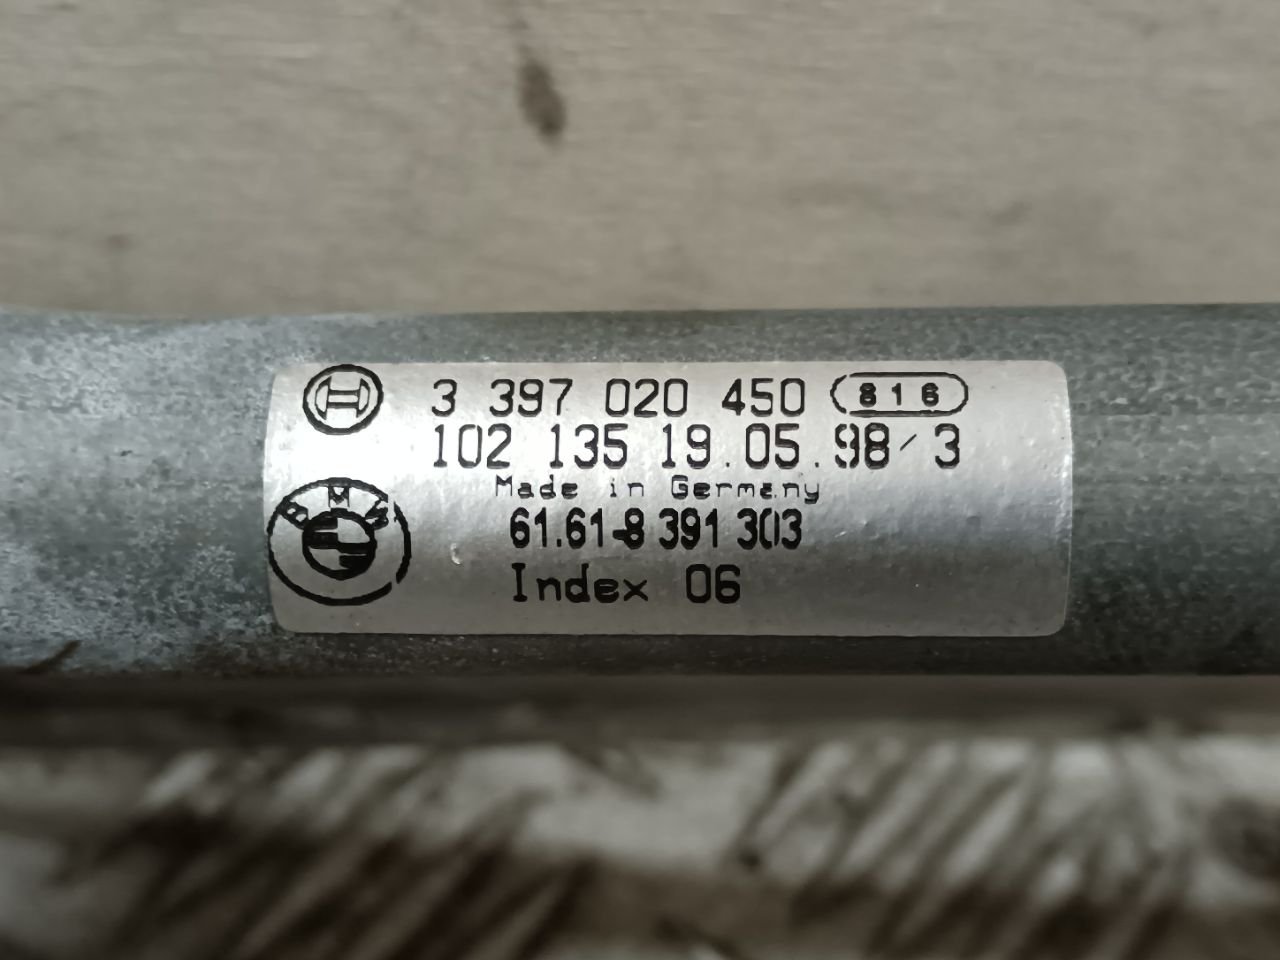 3 397 020 450 816
102 135 19.05.98/3
Made in Germany
BMW
61.61-8 391 303
Index 06